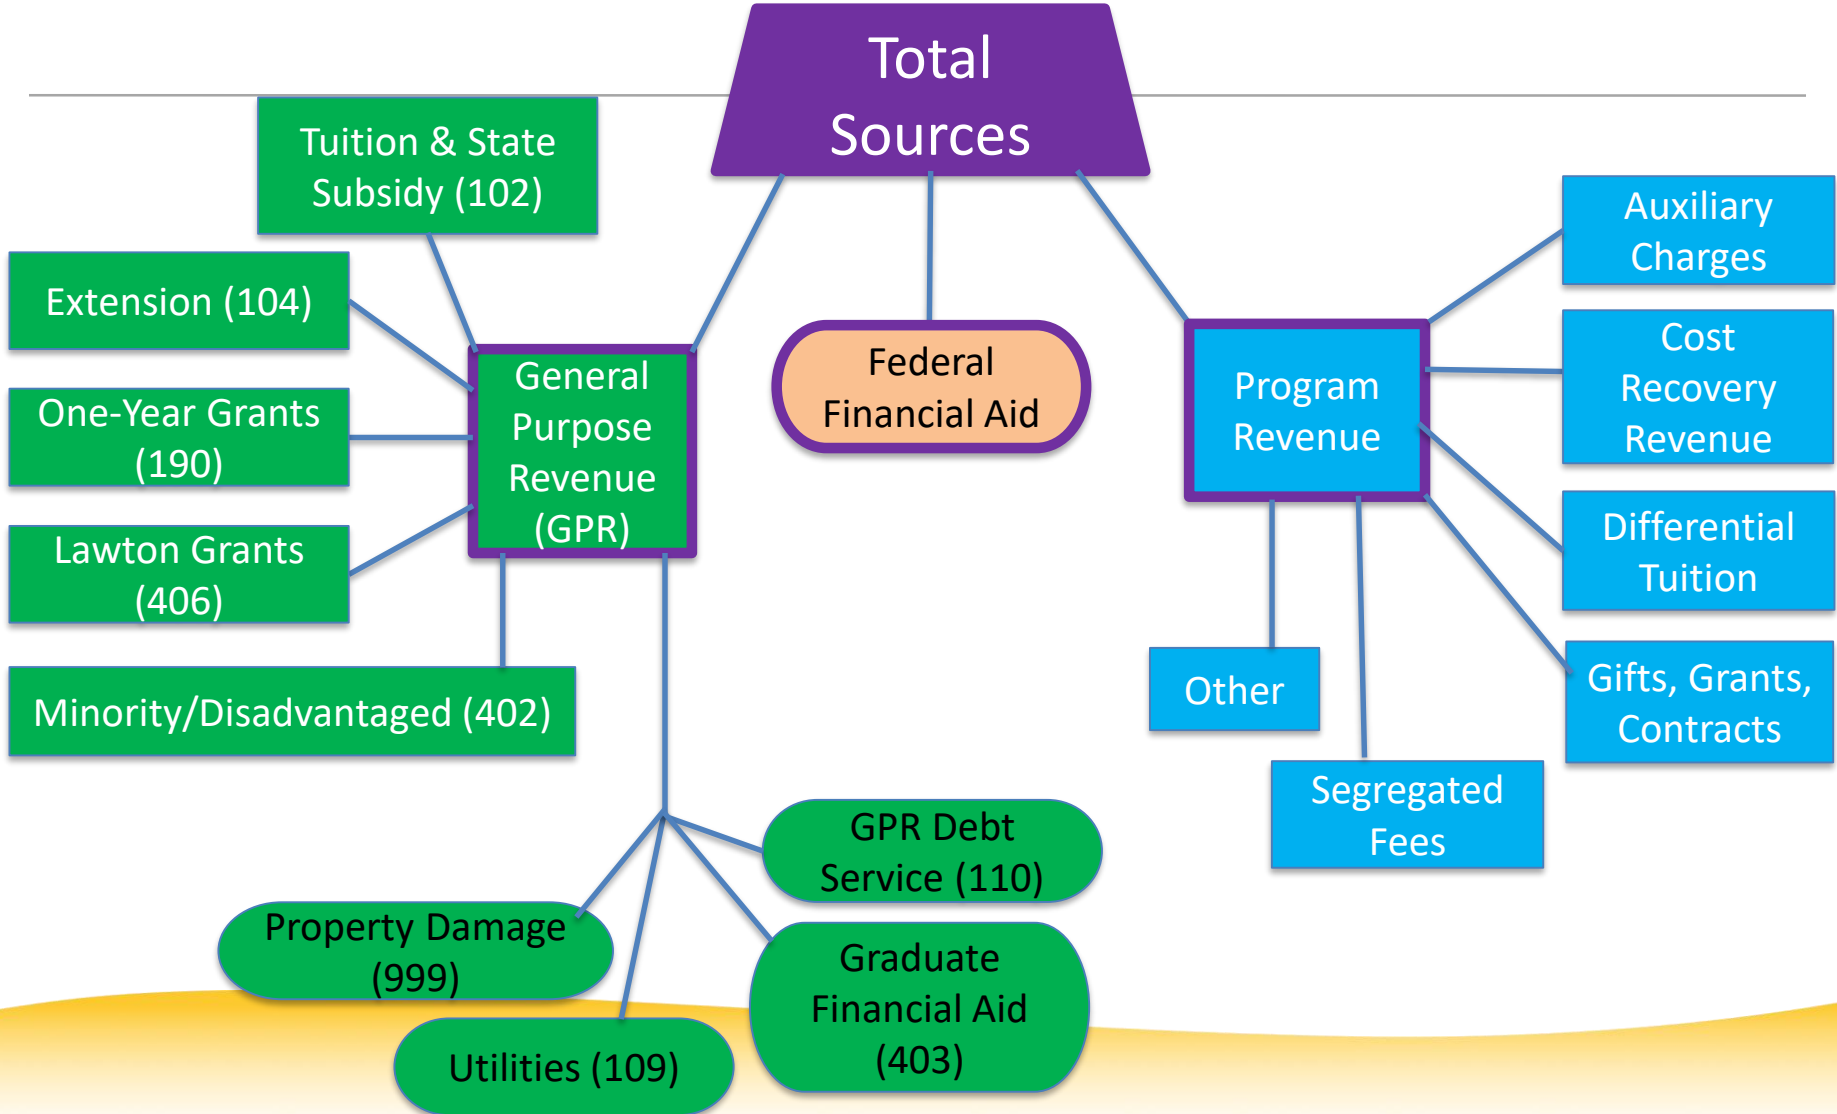 Total
Sources
Tuition & State
Subsidy (102)
Extension (104)
One-Year Grants
(190)
Lawton Grants
(406)
Minority/Disadvantaged (402)
General
Purpose
Revenue
(GPR)
Property Damage
(999)
Utilities (109)
GPR Debt
Service (110)
Graduate
Financial Aid
(403)
Federal
Financial Aid
Program
Revenue
Auxiliary
Charges
Cost
Recovery
Revenue
Differential
Tuition
Gifts, Grants,
Contracts
Other
Segregated
Fees